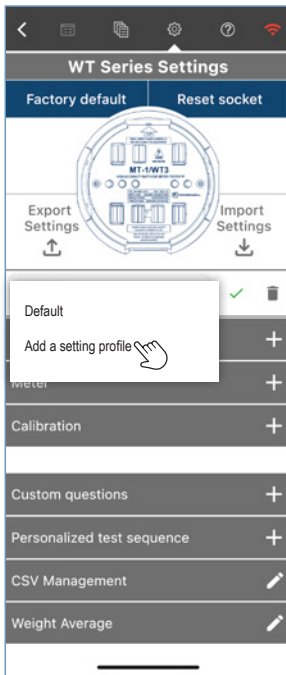 WT Series Settings
Factory default
Reset socket
MT-1/WT3
Export
Settings
Import
Settings
Default
Add a setting profile
Meter
Calibration
Custom questions
Personalized test sequence
CSV Management
Weight Average